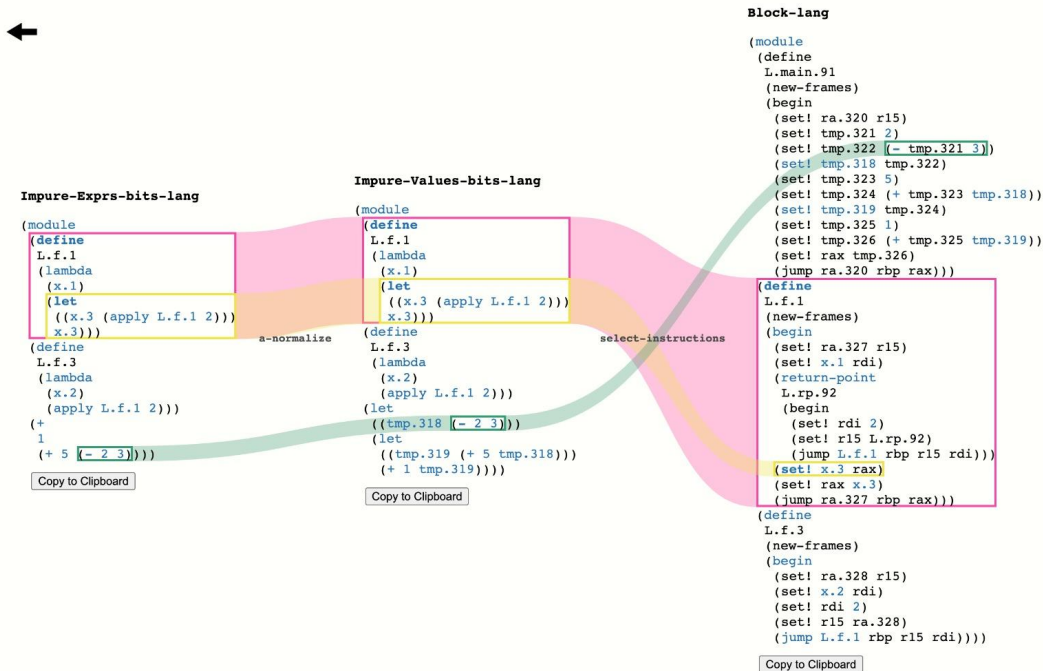 Impure-Exprs-bits-lang
(module
(define
L.f.1
(lambda
(x.1)
(let
((x.3 (apply L.f.1 2)))
x.3)))
(define
L.f.3
(lambda
(x.2)
(apply L.f.1 2)))
(+
1
(+ 5 (- 2 3))))
Copy to Clipboard
a-normalize
Impure-Values-bits-lang
(module
(define
L.f.1
(lambda
(x.1)
(let
((x.3 (apply L.f.1 2)))
x.3)))
(define
L.f.3
(lambda
(x.2)
(apply L.f.1 2)))
(let
((tmp.318 (- 2 3)))
(let
((tmp.319 (+ 5 tmp.318)))
(+ 1 tmp.319))))
Copy to Clipboard
select-instructions
Block-lang
(module
(define
L.main.91
(new-frames)
(begin
(set! ra.320 r15)
(set! tmp.321 2)
(set! tmp.322 (- tmp.321 3))
(set! tmp.318 tmp.322)
(set! tmp.323 5)
(set! tmp.324 (+ tmp.323 tmp.318))
(set! tmp.319 tmp.324)
(set! tmp.325 1)
(set! tmp.326 (+ tmp.325 tmp.319))
(set! rax tmp.326)
(jump ra.320 rbp rax)))
(define
L.f.1
(new-frames)
(begin
(set! ra.327 r15)
(set! x.1 rdi)
(return-point
L.rp.92
(begin
(set! rdi 2)
(set! r15 L.rp.92)
(jump L.f.1 rbp r15 rdi)))
(set! x.3 rax)
(set! rax x.3)
(jump ra.327 rbp rax)))
(define
L.f.3
(new-frames)
(begin
(set! ra.328 r15)
(set! x.2 rdi)
(set! rdi 2)
(set! r15 ra.328)
(jump L.f.1 rbp r15 rdi))))
Copy to Clipboard